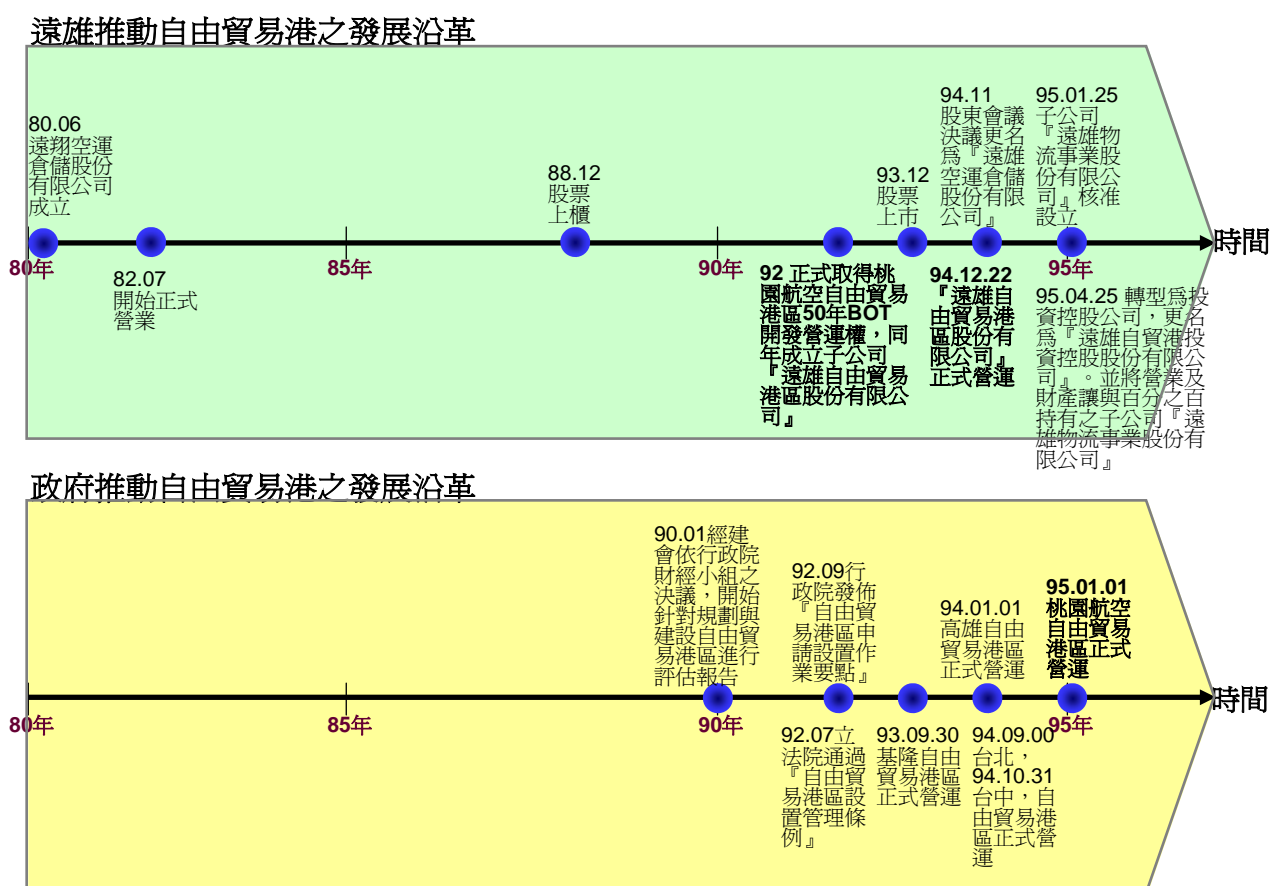 遠雄推動自由貿易港之發展沿革
80.06
遠翔空運
倉儲股份
有限公司
成立
82.07
開始正式
營業
88.12
股票
上櫃
92 正式取得桃
園航空自由貿易
港區50年BOT
開發營運權，同
年成立子公司
『遠雄自由貿易
港區股份有限公
司』
93.12
股票
上市
94.11
股東會議
決議更名
為『遠雄
空運倉儲
股份有限
公司』
94.12.22
『遠雄自
由貿易港
區股份有
限公司』
正式營運
95.01.25
子公司
『遠雄物
流事業股
份有限公
司』核准
設立
95.04.25 轉型為投
資控股公司，更名
為『遠雄自貿港投
資控股股份有限公
司』。並將營業及
財產讓與百分之百
持有之子公司『遠
雄物流事業股份有
限公司』
80年
85年
90年
95年
時間
政府推動自由貿易港之發展沿革
90.01經建
會依行政院
財經小組之
決議，開始
針對規劃與
建設自由貿
易港區進行
評估報告
92.09行
政院發佈
『自由貿
易港區申
請設置作
業要點』
92.07立
法院通過
『自由貿
易港區設
置管理條
例』
93.09.30
基隆自由
貿易港區
正式營運
94.01.01
高雄自由
貿易港區
正式營運
94.09.00
台北，
94.10.31
台中，自
由貿易港
區正式營
運
95.01.01
桃園航空
自由貿易
港區正式
營運
80年
85年
90年
95年
時間